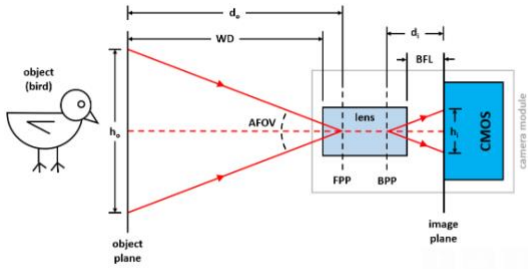 dₒ
WD
dᵢ
BFL
object
(bird)
hₒ
AFOV
lens
hᵢ
CMOS
camera module
FPP
BPP
object
plane
image
plane